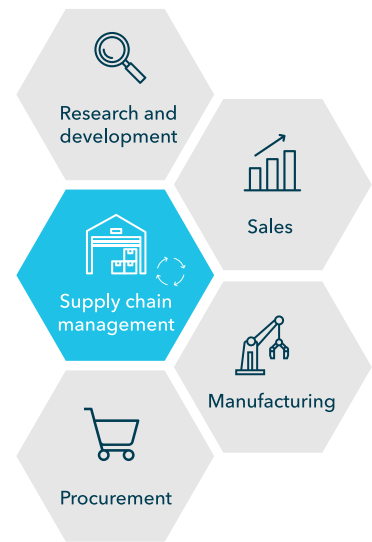 Research and
development
Sales
Supply chain
management
Manufacturing
Procurement